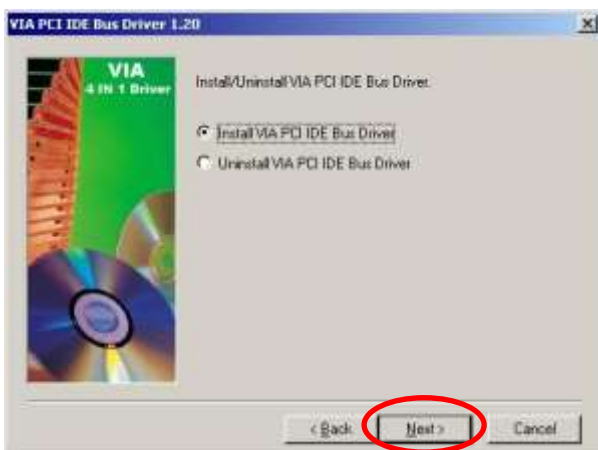 VIA PCI IDE Bus Driver 1.20
VIA
4 IN 1 Driver
Install/Uninstall VIA PCI IDE Bus Driver.
Install VIA PCI IDE Bus Driver
Uninstall VIA PCI IDE Bus Driver
< Back
Next >
Cancel